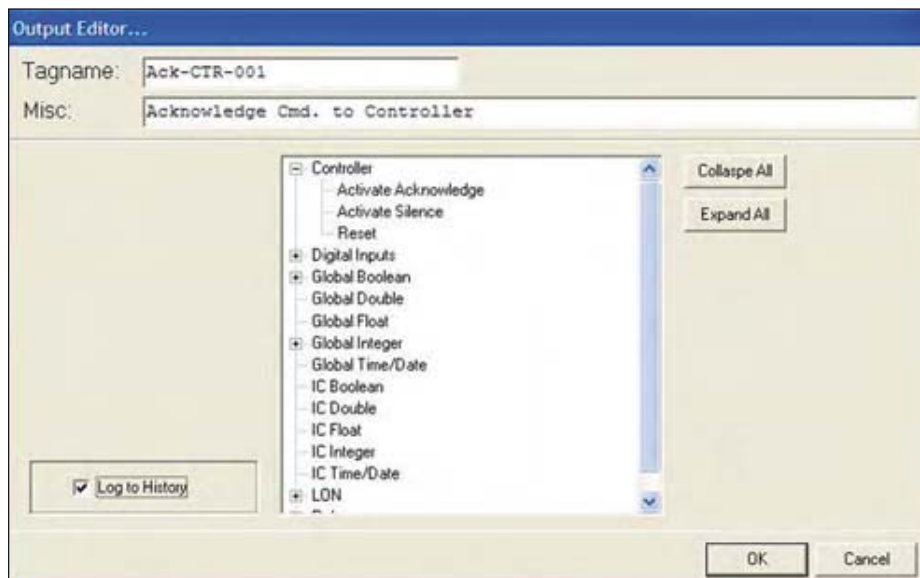 Output Editor...
Tagname: Ack-CTR-001
Misc: Acknowledge Cmd. to Controller
Controller
Activate Acknowledge
Activate Silence
Reset
Digital Inputs
Global Boolean
Global Double
Global Float
Global Integer
Global Time/Date
IC Boolean
IC Double
IC Float
IC Integer
IC Time/Date
LON
Collaspe All
Expand All
Log to History
OK Cancel